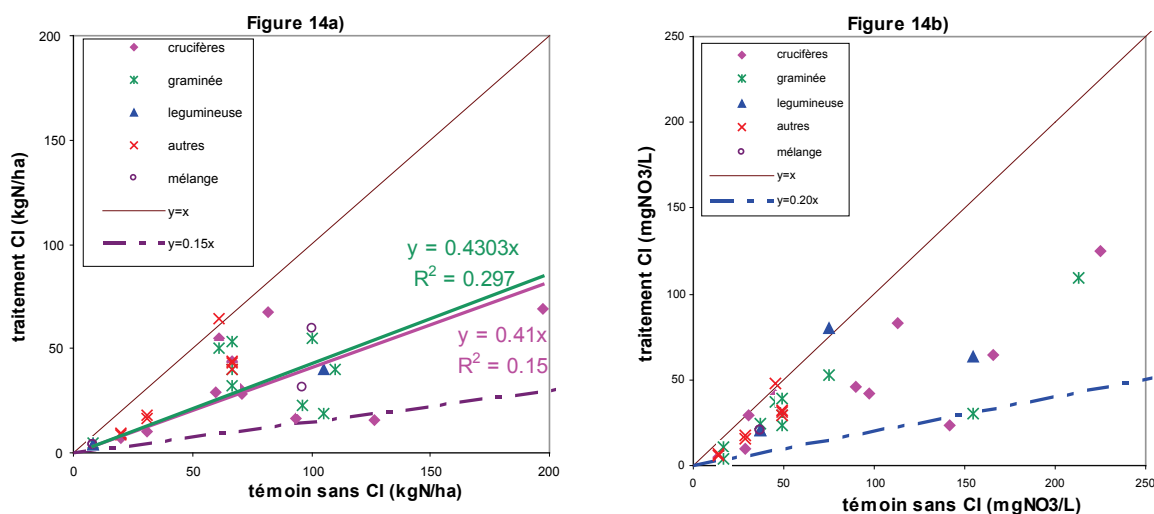 Figure 14a)
200
150
100
50
0
0 50 100 150 200
traitement CI (kgN/ha)
témoin sans CI (kgN/ha)
crucifères
graminée
legumineuse
autres
mélange
y=x
y=0.15x
y = 0.4303x
R² = 0.297
y = 0.41x
R² = 0.15
Figure 14b)
250
200
150
100
50
0
0 50 100 150 200 250
traitement CI (mgNO3/L)
témoin sans CI (mgNO3/L)
crucifères
graminée
legumineuse
autres
mélange
y=x
y=0.20x